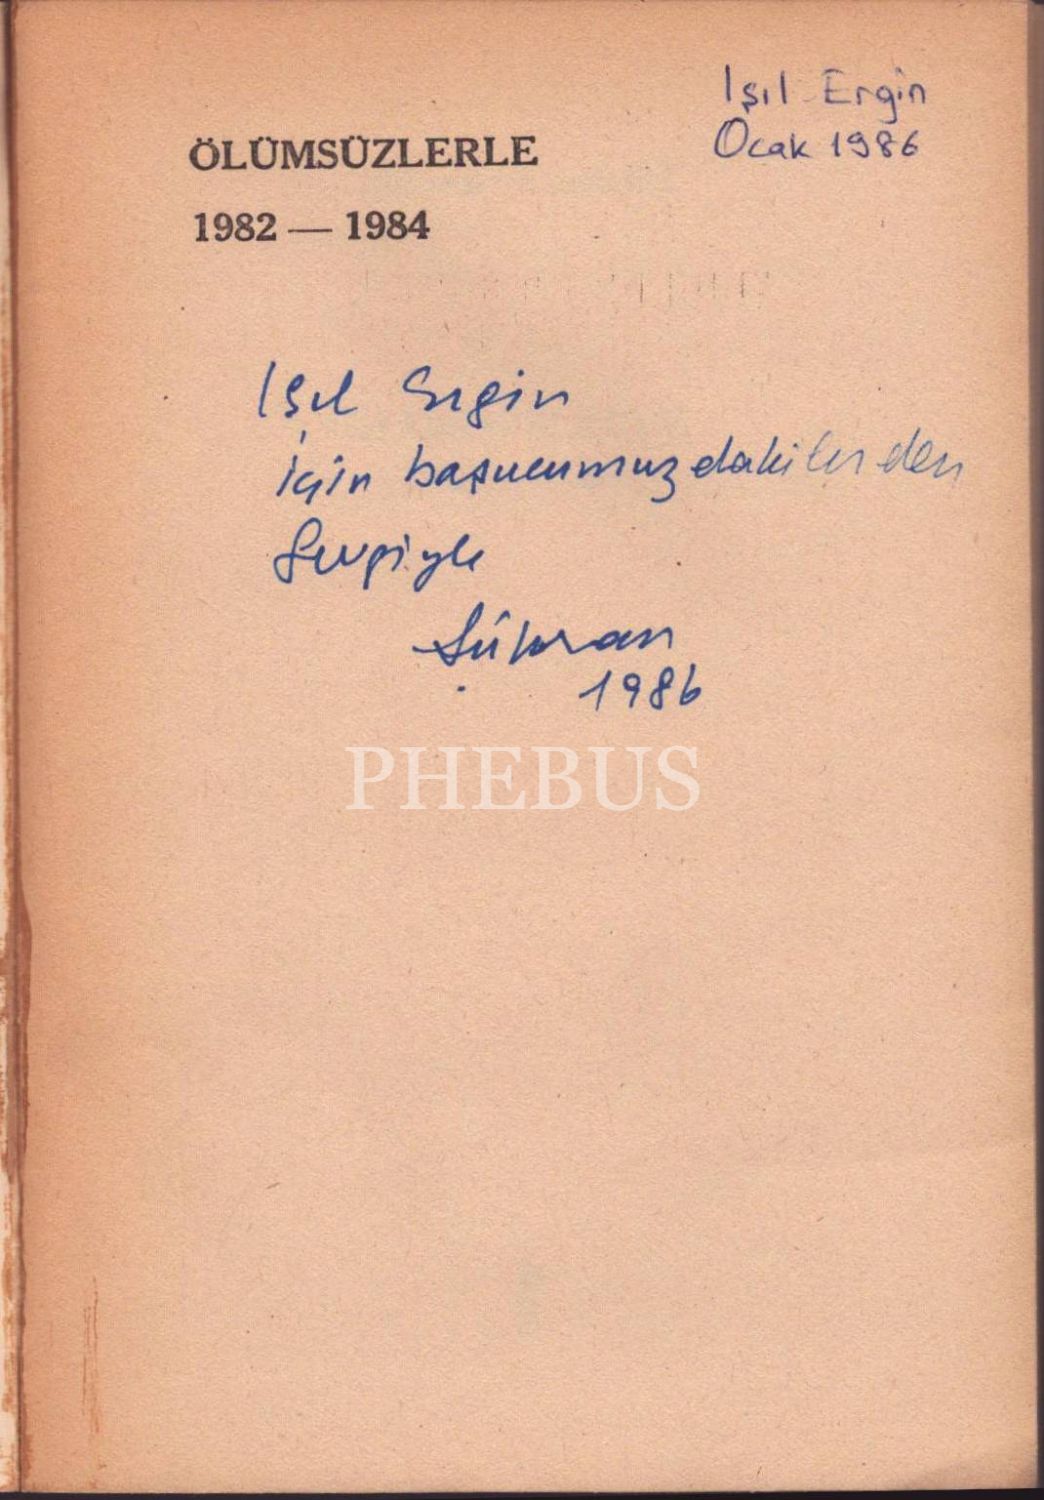 Işıl Ergin
Ocak 1986
ÖLÜMSÜZLERLE
1982 — 1984
Işıl Ergin
için başucumuzdakilerden
Sevgiyle
Şükran
1986
PHEBUS